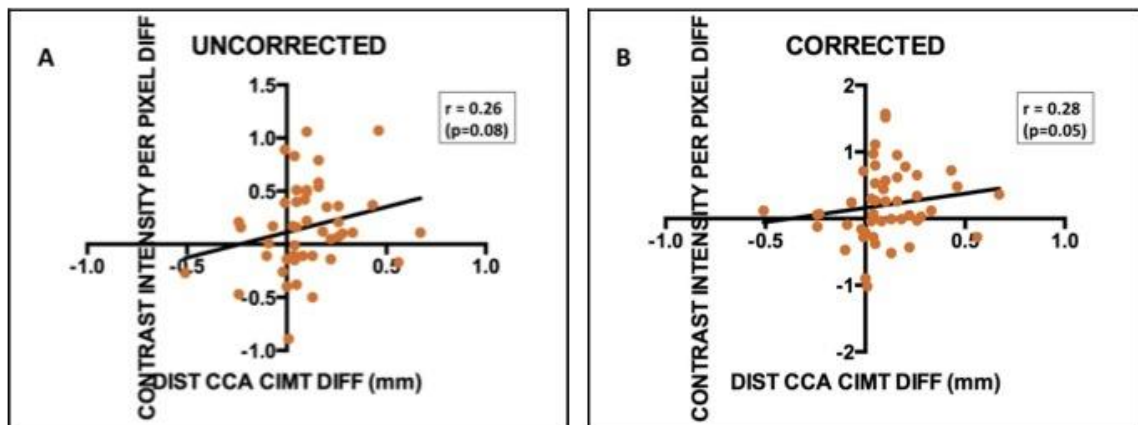 A
UNCORRECTED
CONTRAST INTENSITY PER PIXEL DIFF
r = 0.26
(p=0.08)
1.5
1.0
0.5
-1.0
-0.5
0.5
1.0
-0.5
-1.0
DIST CCA CIMT DIFF (mm)
B
CORRECTED
CONTRAST INTENSITY PER PIXEL DIFF
r = 0.28
(p=0.05)
2
1
-1.0
-0.5
0.5
1.0
-1
-2
DIST CCA CIMT DIFF (mm)